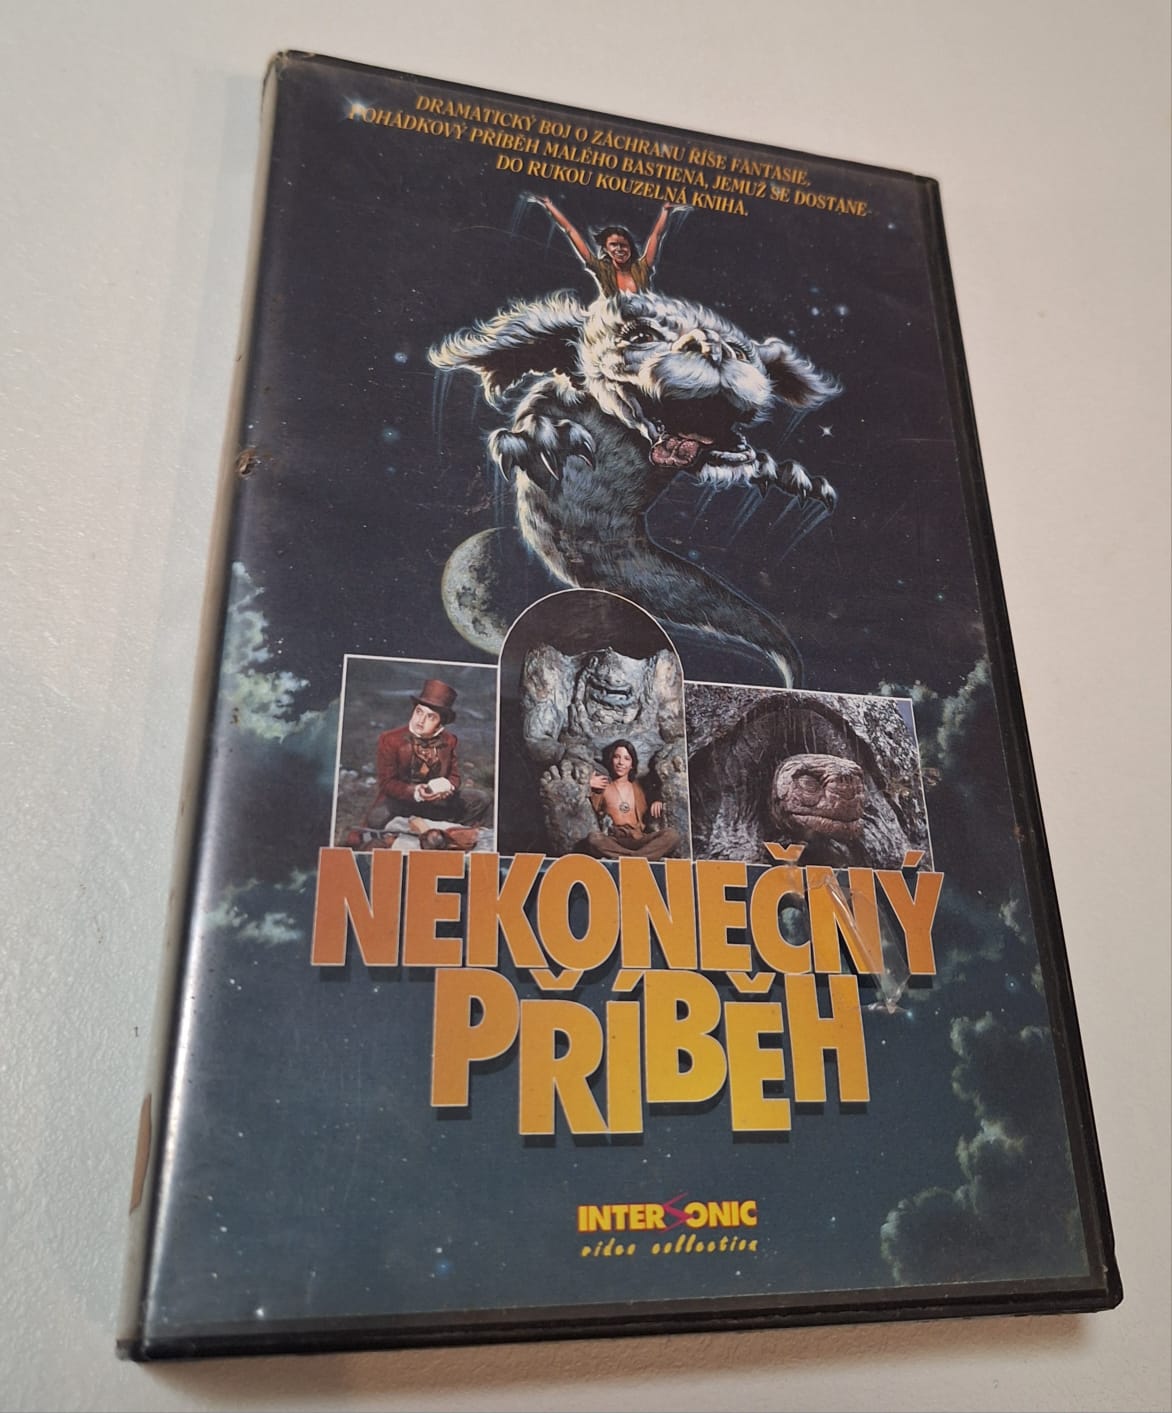 DRAMATICKÝ BOJ O ZÁCHRANU ŘÍŠE FANTASIE,
POHÁDKOVÝ PŘÍBĚH MALÉHO BASTIENA, JEMUŽ SE DOSTANE
DO RUKOU KOUZELNÁ KNIHA.
NEKONEČNÝ
PŘÍBĚH
INTERSONIC
video collection